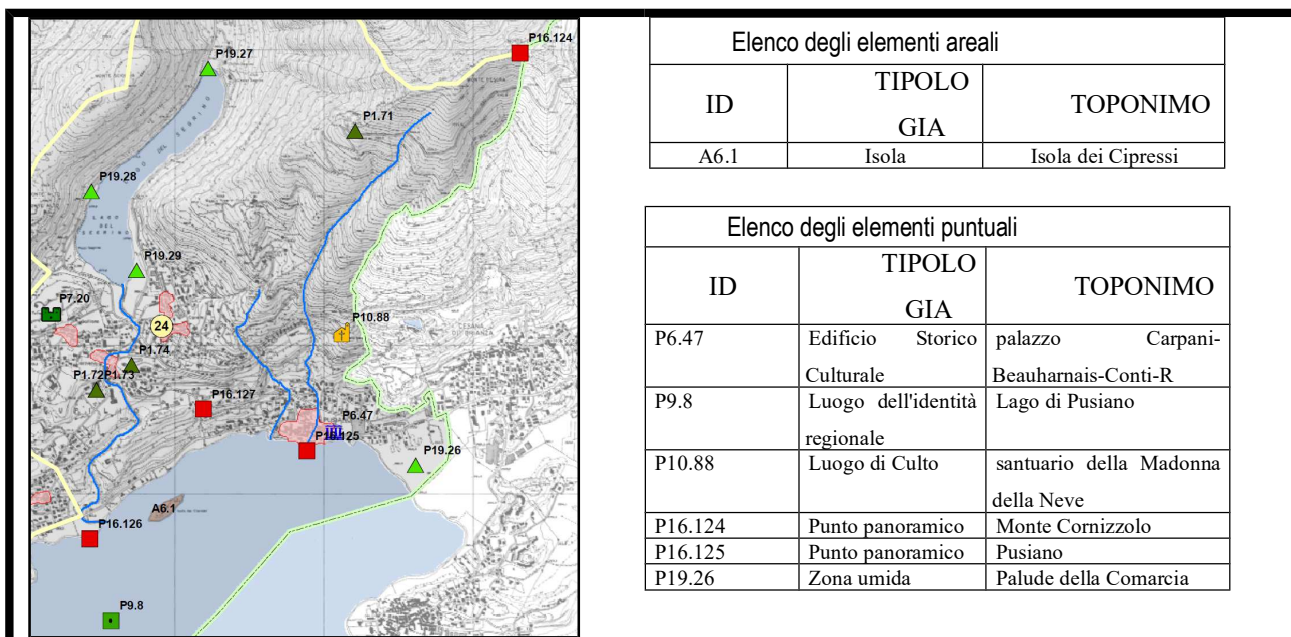 P16.124
P19.27
P1.71
P19.28
LAGO
DEL
SEGRINO
P19.29
P7.20
24
P10.88
P1.74
P1.72
P1.73
P16.127
P6.47
P16.125
P19.26
A6.1
P16.126
P9.8
Elenco degli elementi areali
ID
TIPOLO
GIA
TOPONIMO
A6.1 Isola Isola dei Cipressi
Elenco degli elementi puntuali
ID
TIPOLO
GIA
TOPONIMO
P6.47 Edificio Storico palazzo Carpani-
Culturale Beauharnais-Conti-R
P9.8 Luogo dell'identità Lago di Pusiano
regionale
P10.88 Luogo di Culto santuario della Madonna
della Neve
P16.124 Punto panoramico Monte Cornizzolo
P16.125 Punto panoramico Pusiano
P19.26 Zona umida Palude della Comarcia